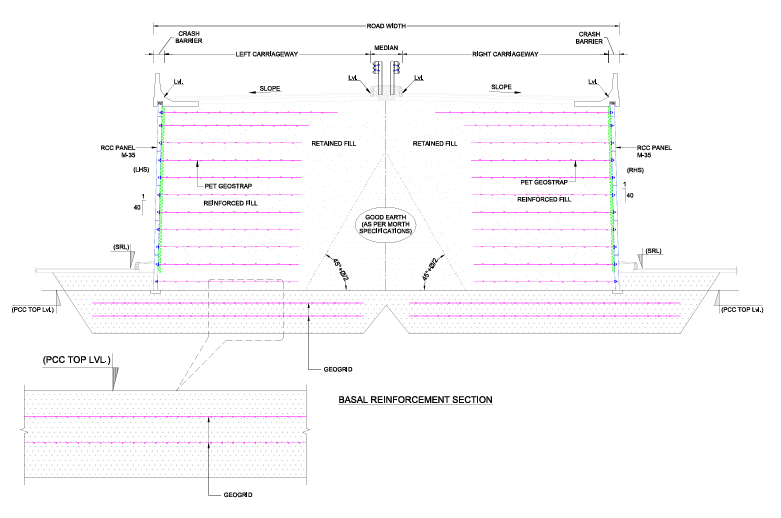 ROAD WIDTH
CRASH
BARRIER
CRASH
BARRIER
LEFT CARRIAGEWAY
MEDIAN
RIGHT CARRIAGEWAY
LvL
LvL
LvL
LvL
SLOPE
SLOPE
RETAINED FILL
RETAINED FILL
RCC PANEL
M-35
RCC PANEL
M-35
(LHS)
(RHS)
PET GEOSTRAP
PET GEOSTRAP
1
40
1
40
REINFORCED FILL
REINFORCED FILL
GOOD EARTH
(AS PER MORTH
SPECIFICATIONS)
(SRL)
(SRL)
45°+Ø/2
45°+Ø/2
(PCC TOP Lvl.)
(PCC TOP Lvl.)
GEOGRID
(PCC TOP LVL.)
BASAL REINFORCEMENT SECTION
GEOGRID